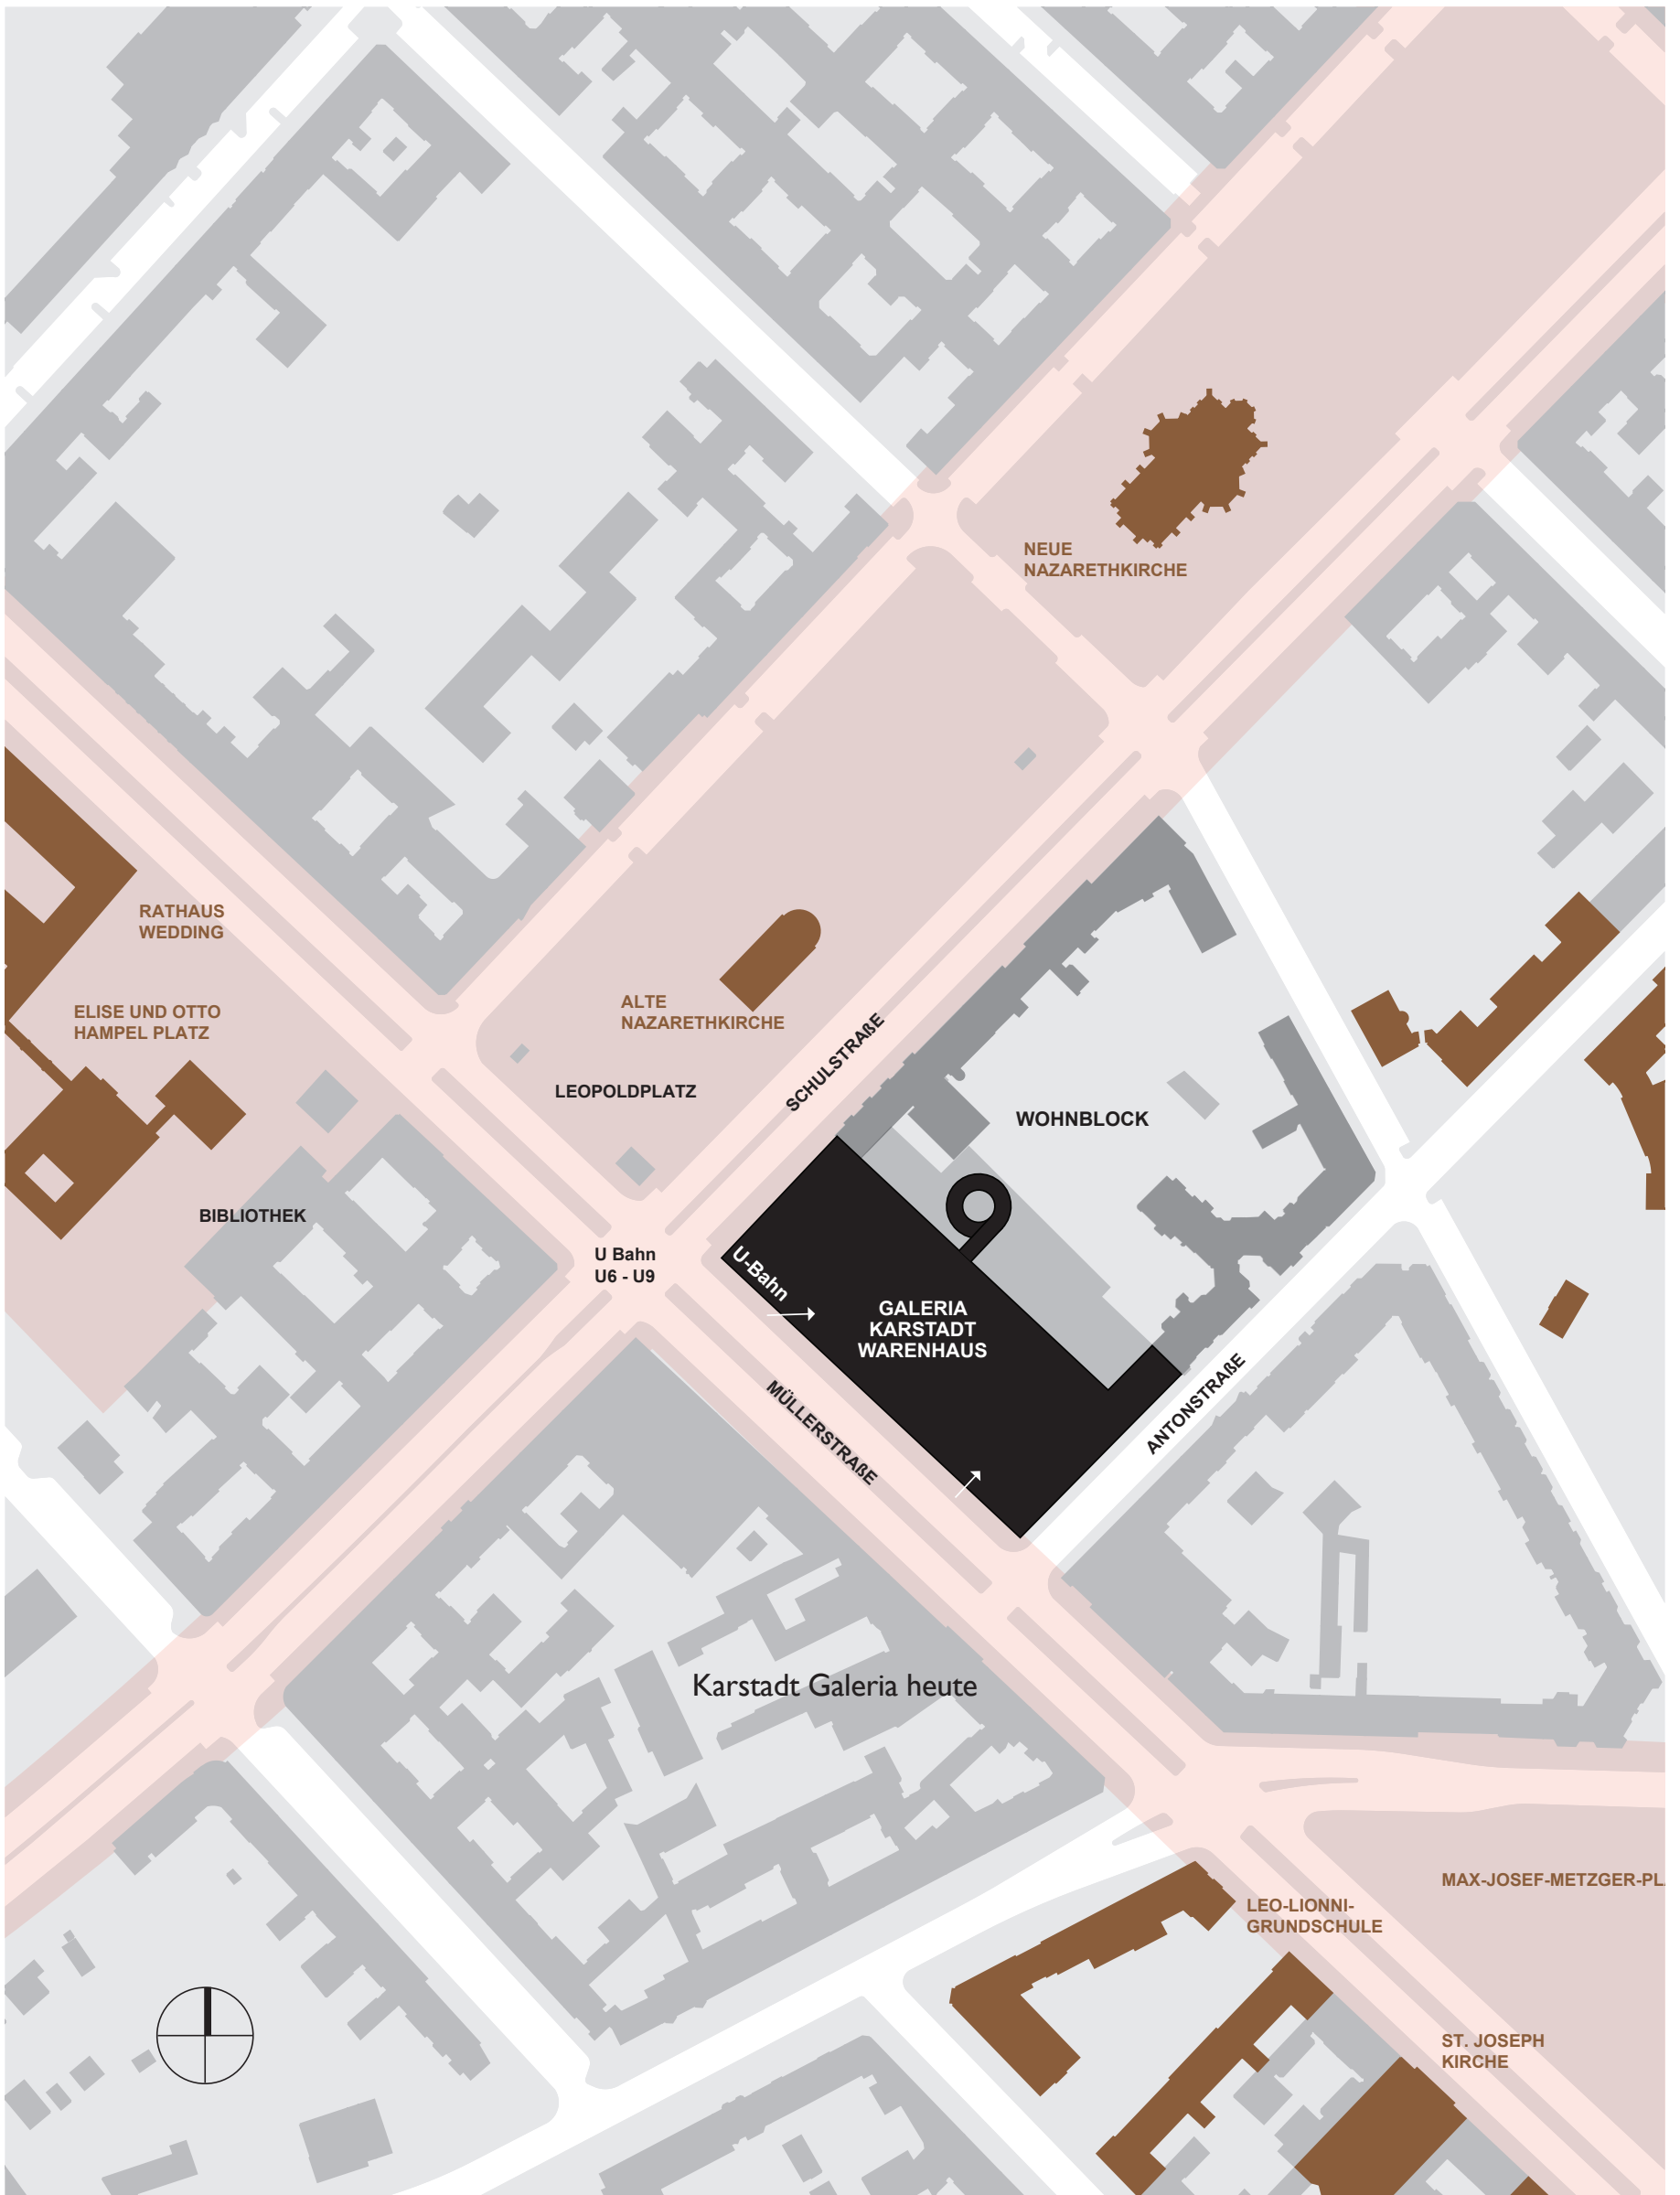 NEUE
NAZARETHKIRCHE
RATHAUS
WEDDING
ELISE UND OTTO
HAMPEL PLATZ
ALTE
NAZARETHKIRCHE
SCHULSTRAßE
LEOPOLDPLATZ
WOHNBLOCK
BIBLIOTHEK
U Bahn
U6 - U9
U-Bahn
GALERIA
KARSTADT
WARENHAUS
MÜLLERSTRAßE
ANTONSTRAßE
Karstadt Galeria heute
MAX-JOSEF-METZGER-PL
LEO-LIONNI-
GRUNDSCHULE
ST. JOSEPH
KIRCHE